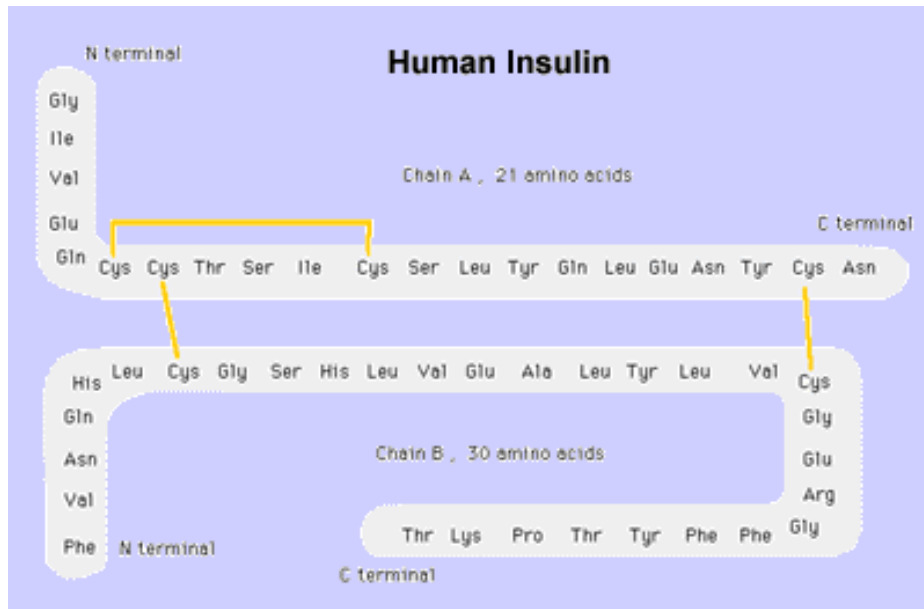 N terminal
Human Insulin
Gly
Ile
Val
Chain A , 21 amino acids
Glu
C terminal
Gln Cys Cys Thr Ser Ile Cys Ser Leu Tyr Gln Leu Glu Asn Tyr Cys Asn
His Leu Cys Gly Ser His Leu Val Glu Ala Leu Tyr Leu Val Cys
Gln
Gly
Asn
Chain B , 30 amino acids
Glu
Val
Arg
Phe N terminal
Thr Lys Pro Thr Tyr Phe Phe Gly
C terminal